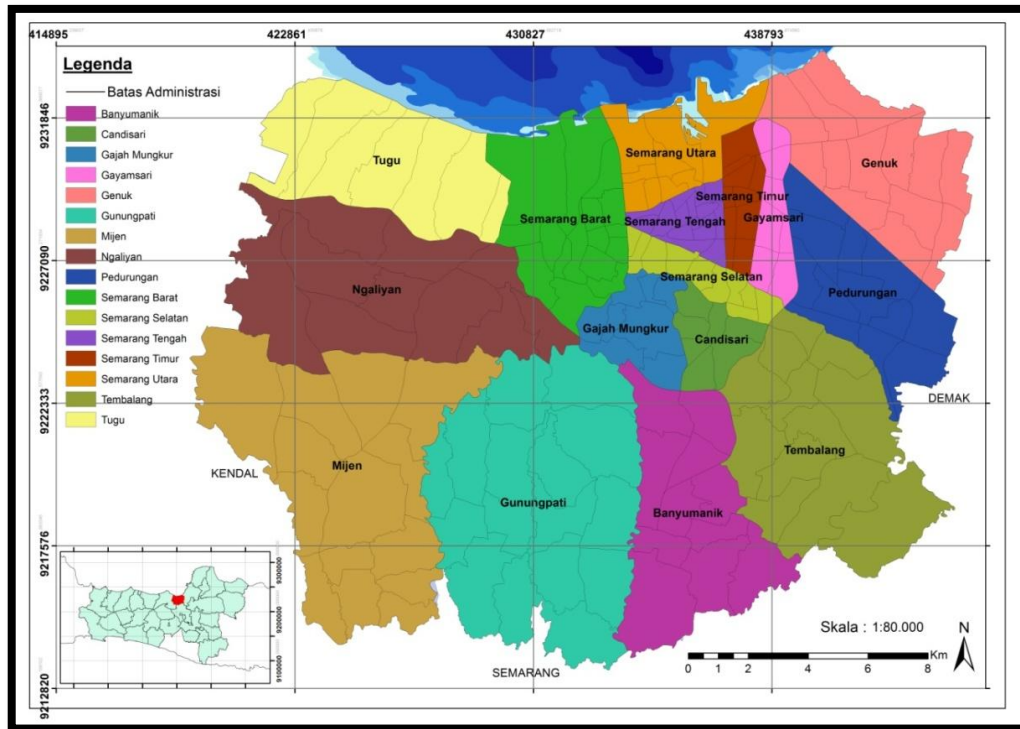 414895 422861 430827 438793
Legenda
Batas Administrasi
Banyumanik
Candisari
Gajah Mungkur
Gayamsari
Genuk
Gunungpati
Mijen
Ngaliyan
Pedurungan
Semarang Barat
Semarang Selatan
Semarang Tengah
Semarang Timur
Semarang Utara
Tembalang
Tugu
9231846
9227090
9222333
9217576
9212820
Tugu
Semarang Utara
Genuk
Semarang Timur
Semarang Barat
Semarang Tengah
Gayamsari
Semarang Selatan
Ngaliyan
Pedurungan
Gajah Mungkur
Candisari
DEMAK
Mijen
Tembalang
KENDAL
Gunungpati
Banyumanik
SEMARANG
9300000
9200000
9100000
Skala : 1:80.000
N
Km
0 1 2 4 6 8